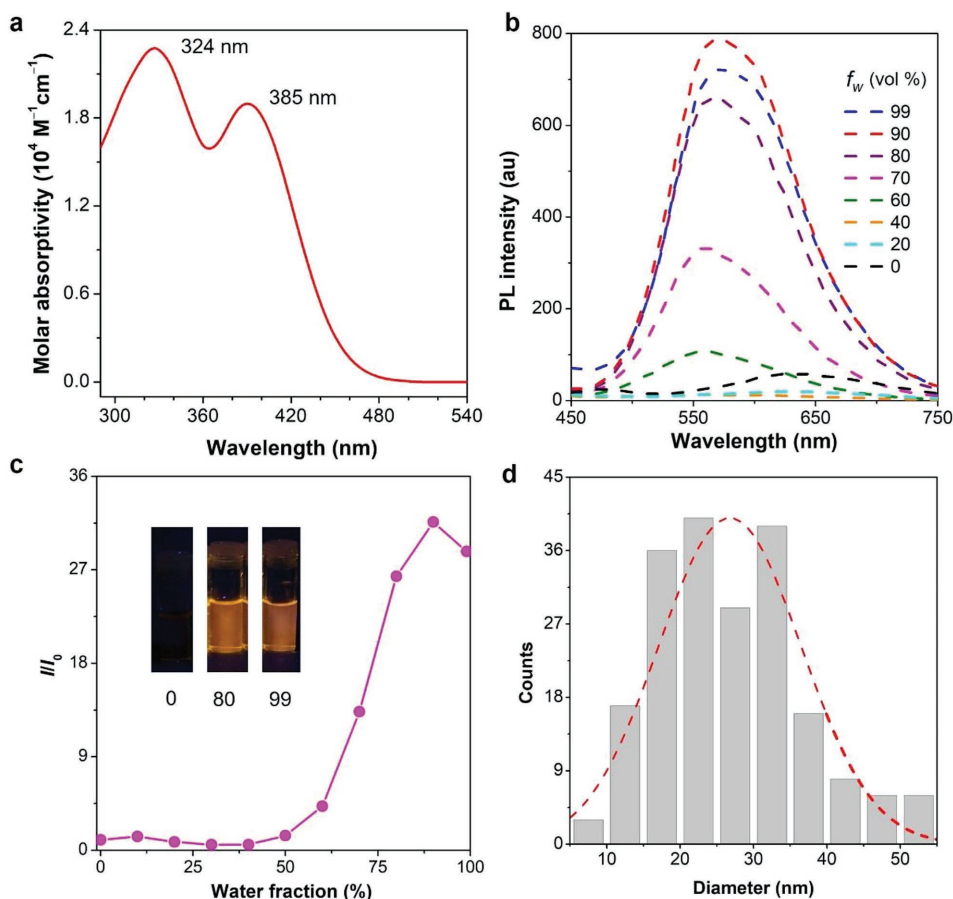 a
324 nm
385 nm
Molar absorptivity (10⁴ M⁻¹cm⁻¹)
2.4
1.8
1.2
0.6
0.0
300 360 420 480 540
Wavelength (nm)
b
800
600
400
200
0
PL intensity (au)
fw (vol %)
99
90
80
70
60
40
20
0
450 550 650 750
Wavelength (nm)
c
36
27
18
9
0
I/I₀
0 80 99
0 25 50 75 100
Water fraction (%)
d
45
36
27
18
9
0
Counts
10 20 30 40 50
Diameter (nm)